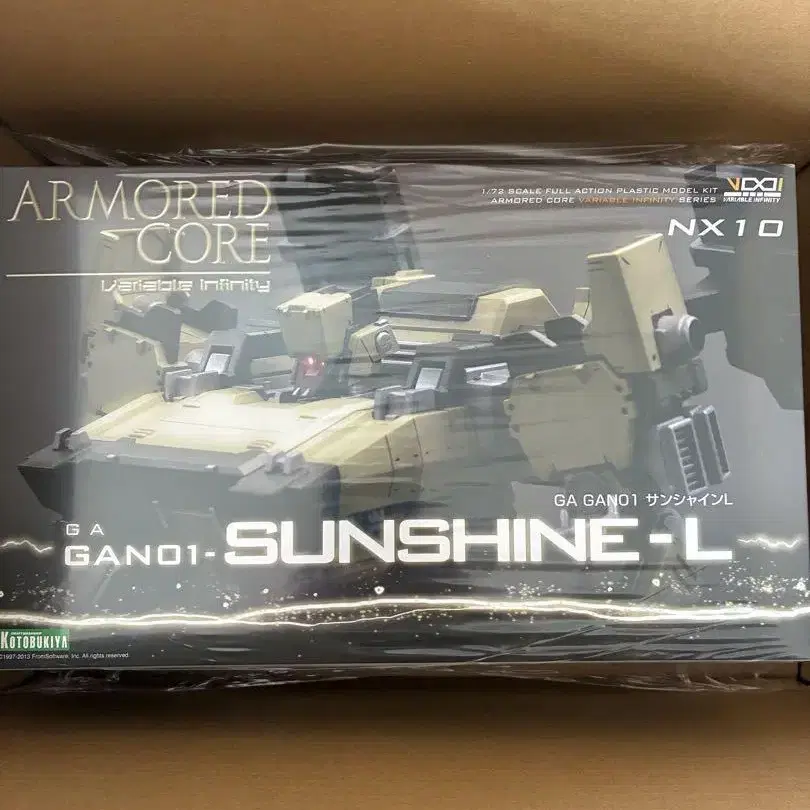 ARMORED
CORE
Variable Infinity
1/72 SCALE FULL ACTION PLASTIC MODEL KIT
ARMORED CORE VARIABLE INFINITY SERIES
VARIABLE INFINITY
NX10
GA GAN01 サンシャインL
GA
GAN01-SUNSHINE-L
KOTOBUKIYA
©1997-2013 FromSoftware, Inc. All rights reserved.